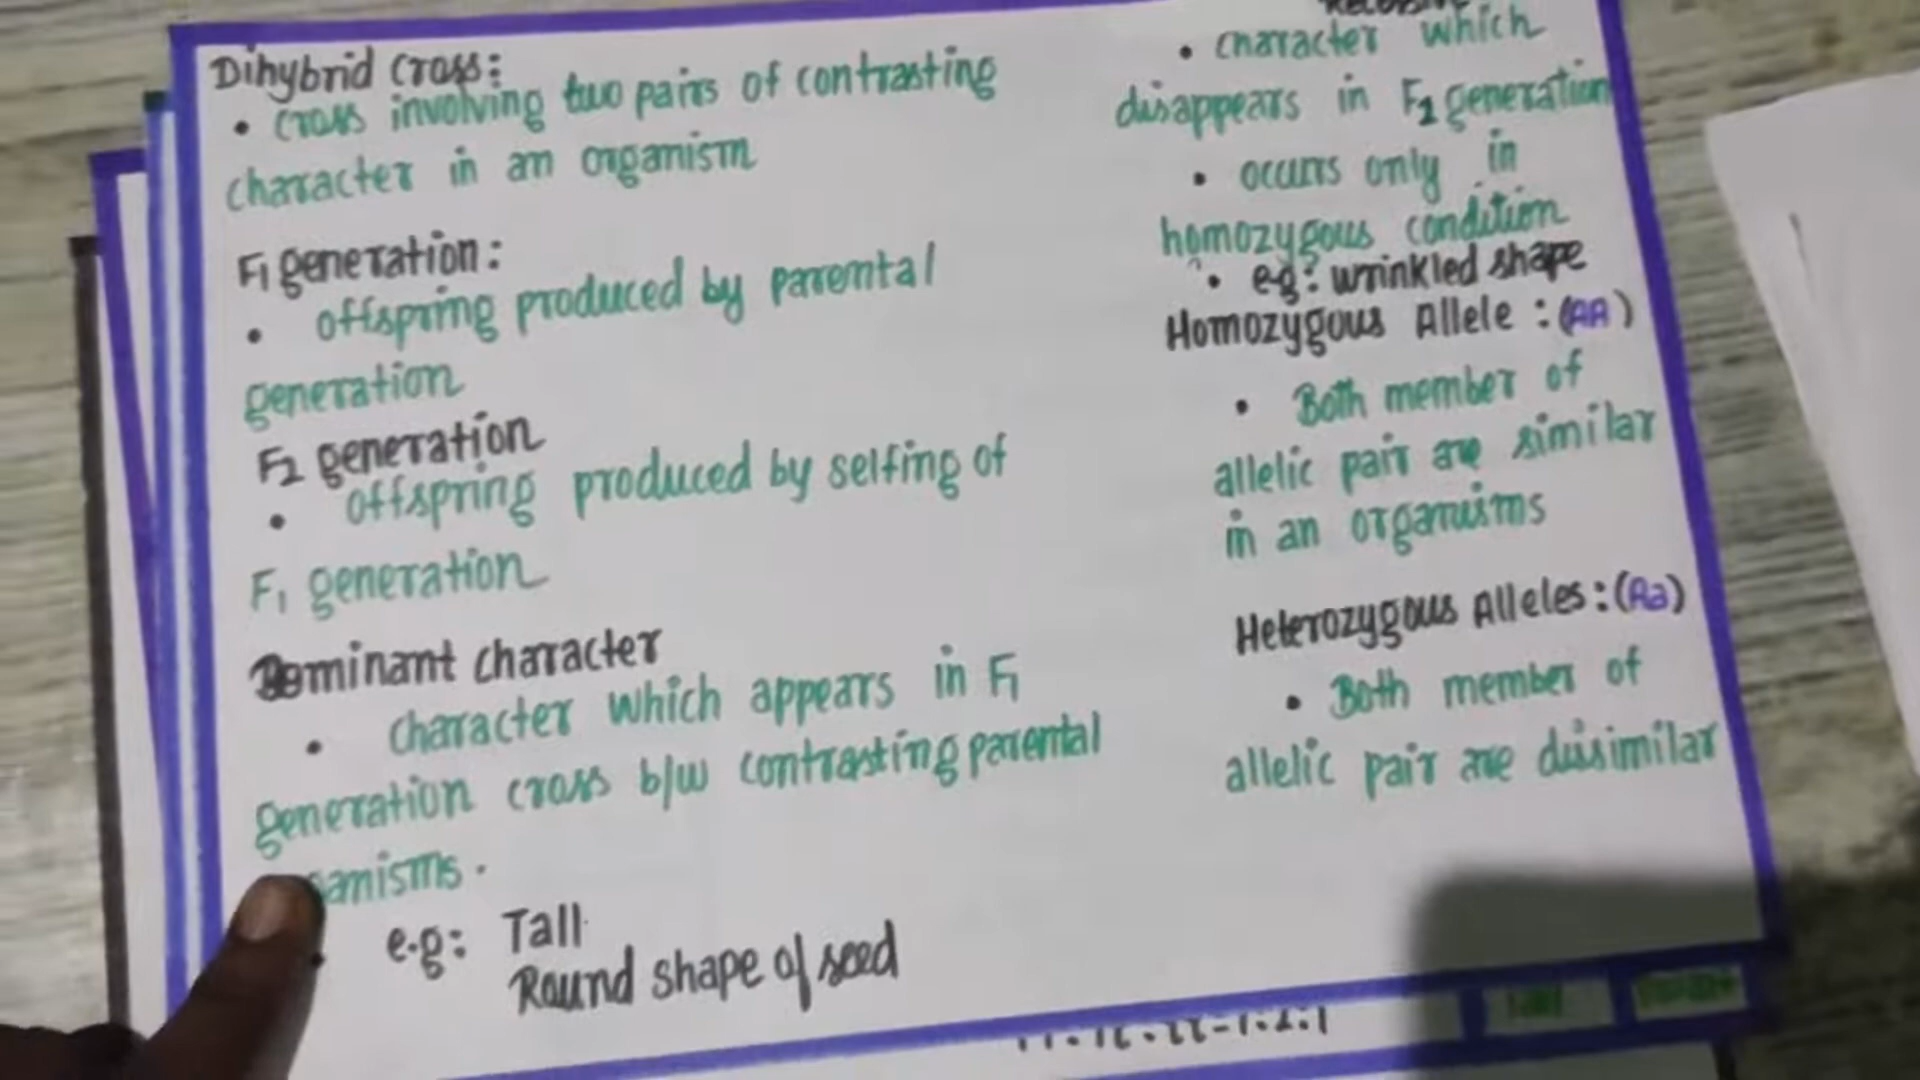 Dihybrid Cross:
• cross involving two pairs of contrasting
character in an organism
F1 generation:
• offspring produced by parental
generation
F2 generation
• offspring produced by selfing of
F1 generation
Dominant character
• character which appears in F1
generation cross b/w contrasting parental
anisms.
e.g: Tall
Round shape of seed
• character which
disappears in F1 generation
• occurs only in
homozygous condition
• e.g: wrinkled shape
Homozygous Allele : (AA)
• Both member of
allelic pair are similar
in an organisms
Heterozygous Alleles : (Aa)
• Both member of
allelic pair are dissimilar